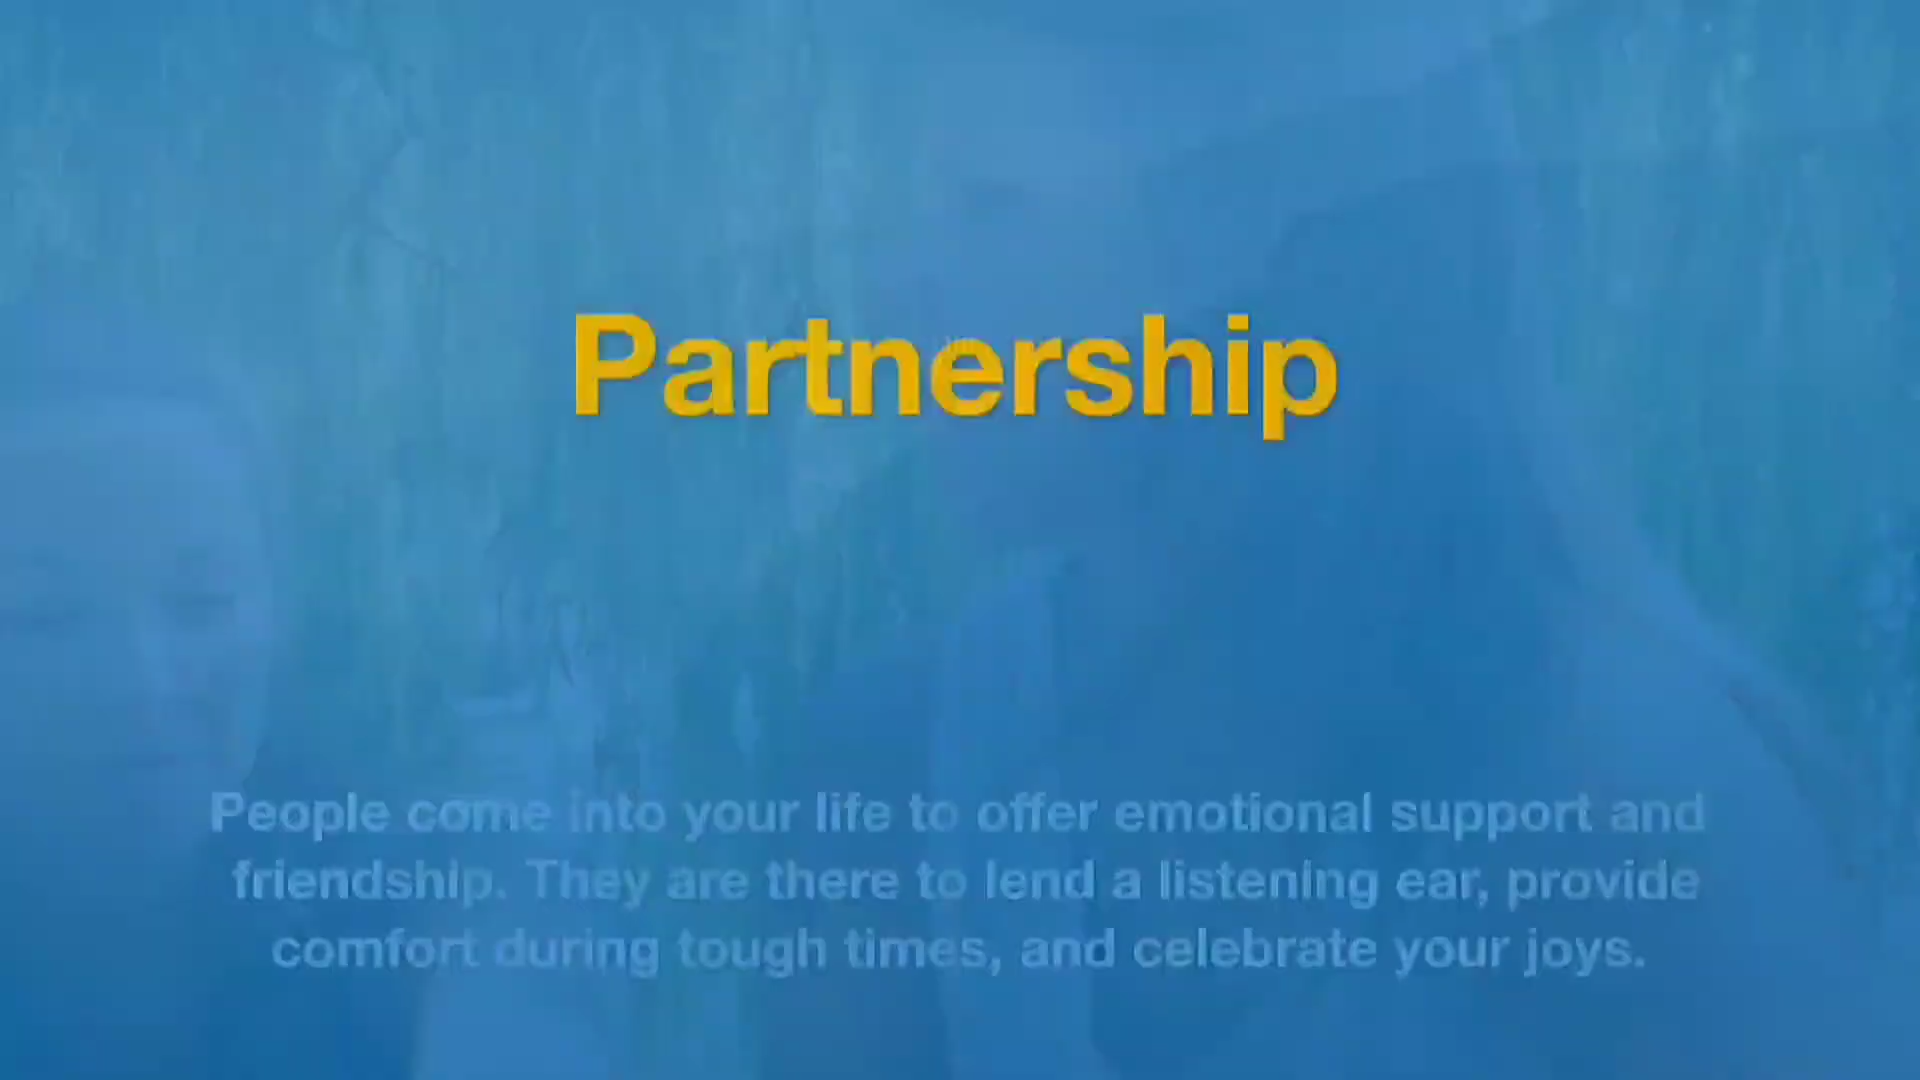 Partnership
People come into your life to offer emotional support and
friendship. They are there to lend a listening ear, provide
comfort during tough times, and celebrate your joys.